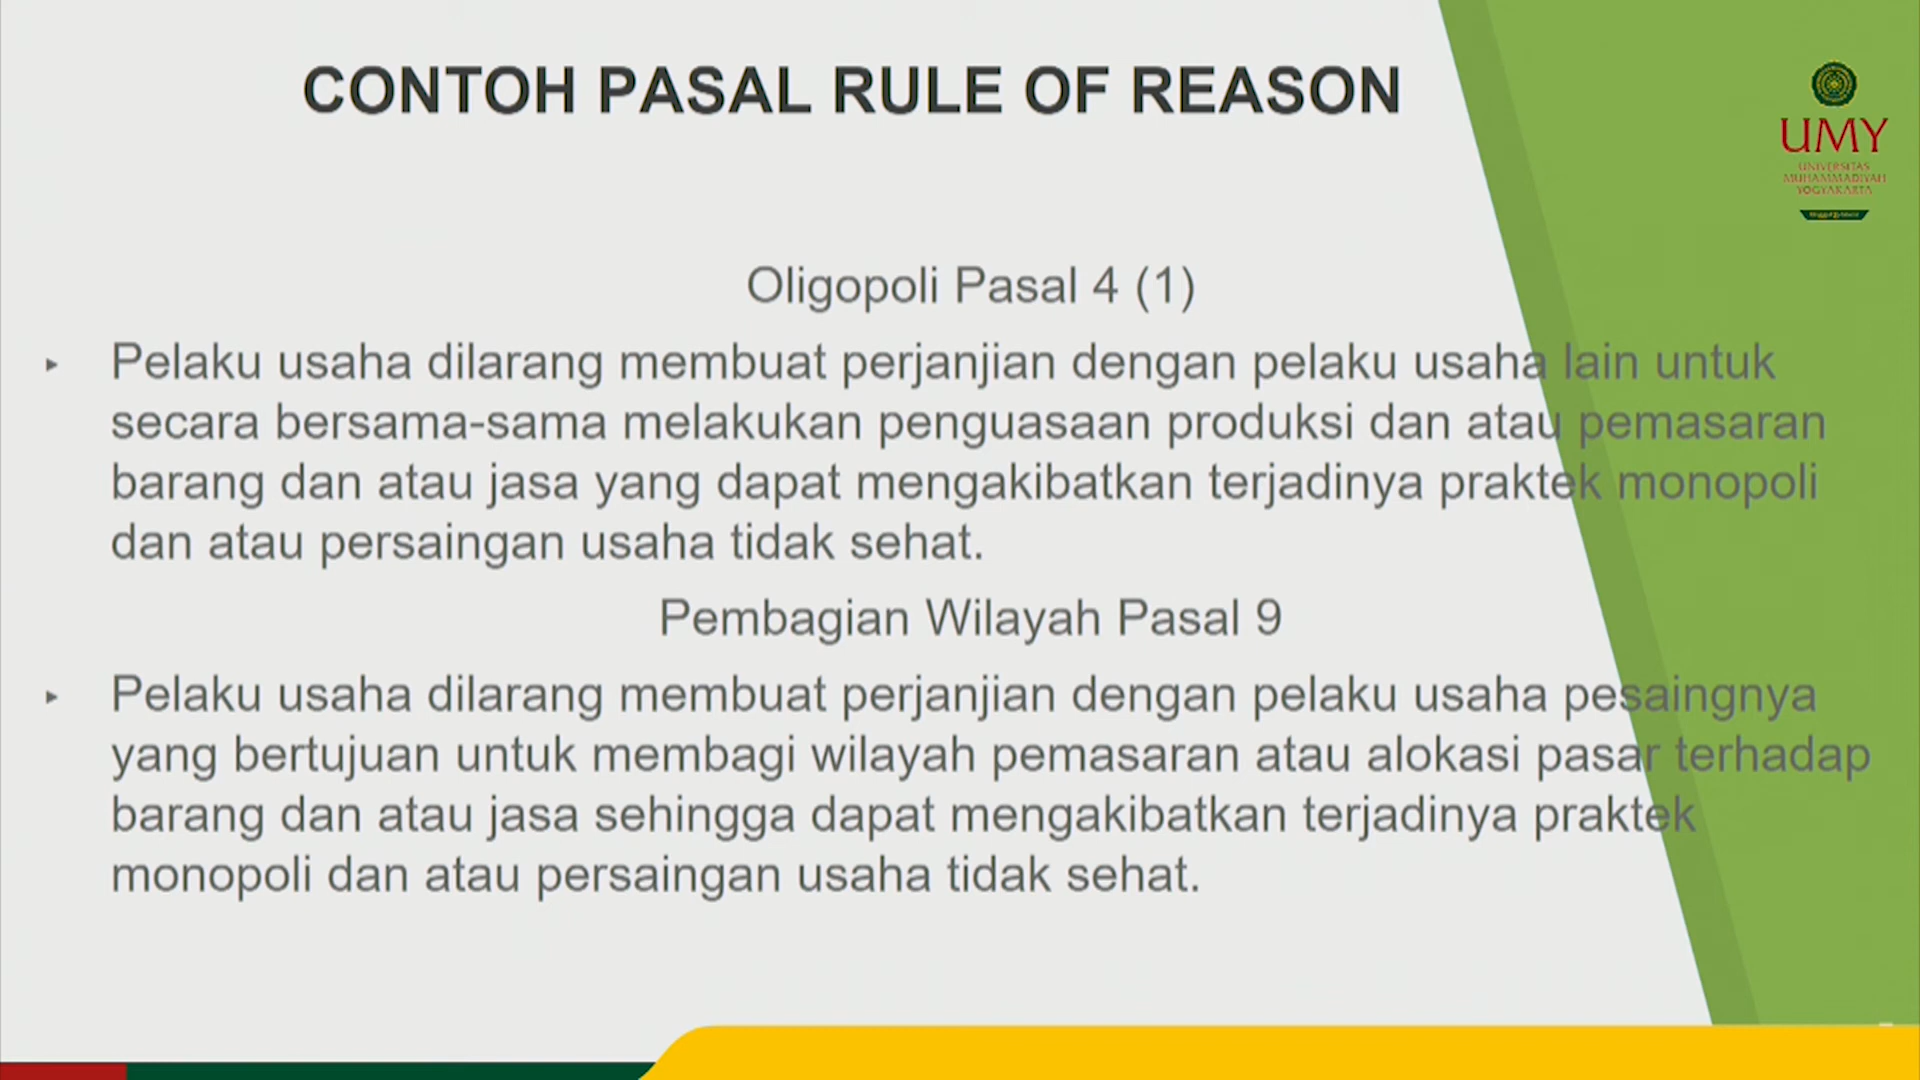 CONTOH PASAL RULE OF REASON
UMY
UNIVERSITAS
MUHAMMADIYAH
YOGYAKARTA
Oligopoli Pasal 4 (1)
Pelaku usaha dilarang membuat perjanjian dengan pelaku usaha lain untuk
secara bersama-sama melakukan penguasaan produksi dan atau pemasaran
barang dan atau jasa yang dapat mengakibatkan terjadinya praktek monopoli
dan atau persaingan usaha tidak sehat.
Pembagian Wilayah Pasal 9
Pelaku usaha dilarang membuat perjanjian dengan pelaku usaha pesaingnya
yang bertujuan untuk membagi wilayah pemasaran atau alokasi pasar terhadap
barang dan atau jasa sehingga dapat mengakibatkan terjadinya praktek
monopoli dan atau persaingan usaha tidak sehat.